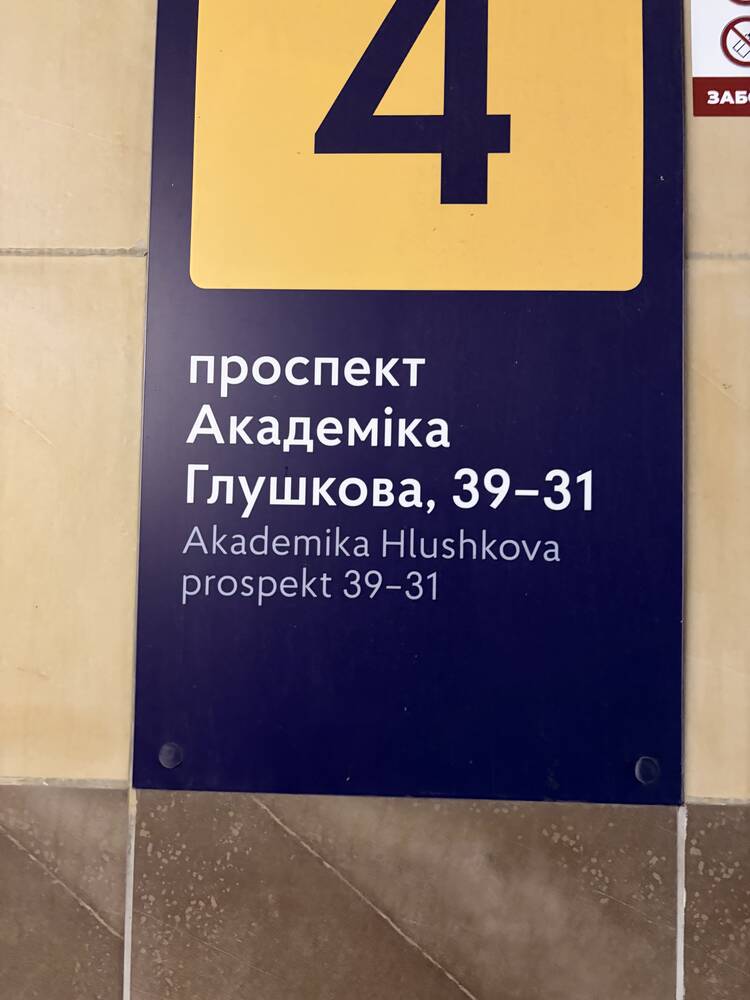 4
проспект
Академіка
Глушкова, 39–31
Akademika Hlushkova
prospekt 39–31